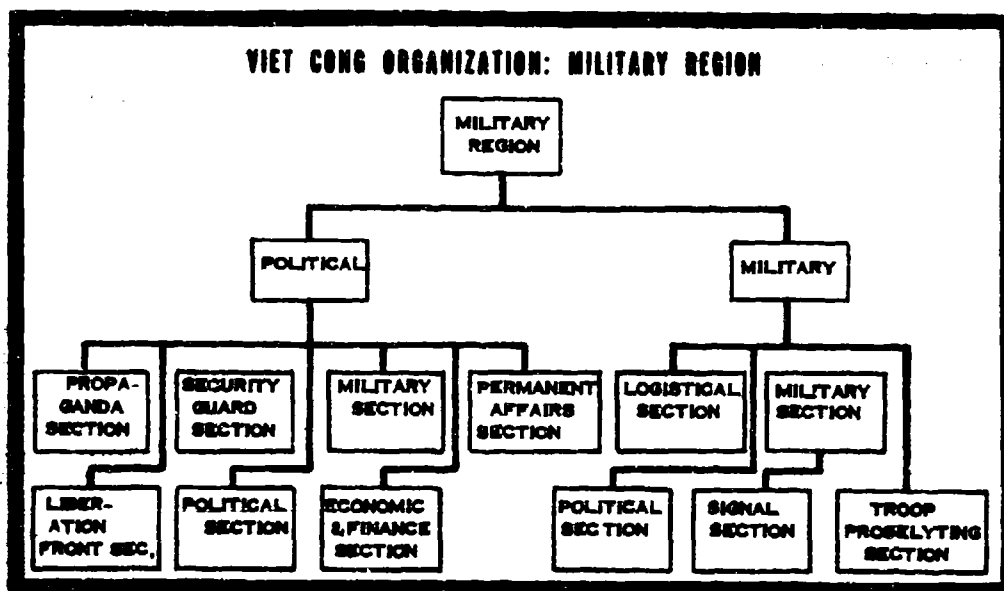 VIET CONG ORGANIZATION: MILITARY REGION
MILITARY
REGION
POLITICAL
MILITARY
PROPA-
GANDA
SECTION
SECURITY
GUARD
SECTION
MILITARY
SECTION
PERMANENT
AFFAIRS
SECTION
LOGISTICAL
SECTION
MILITARY
SECTION
LIBER-
ATION
FRONT SEC.
POLITICAL
SECTION
ECONOMIC
& FINANCE
SECTION
POLITICAL
SECTION
SIGNAL
SECTION
TROOP
PROSELYTING
SECTION